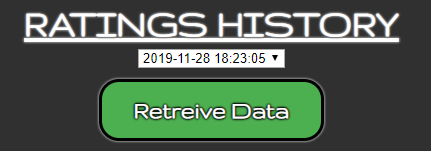 RATINGS HISTORY
2019-11-28 18:23:05
Retreive Data